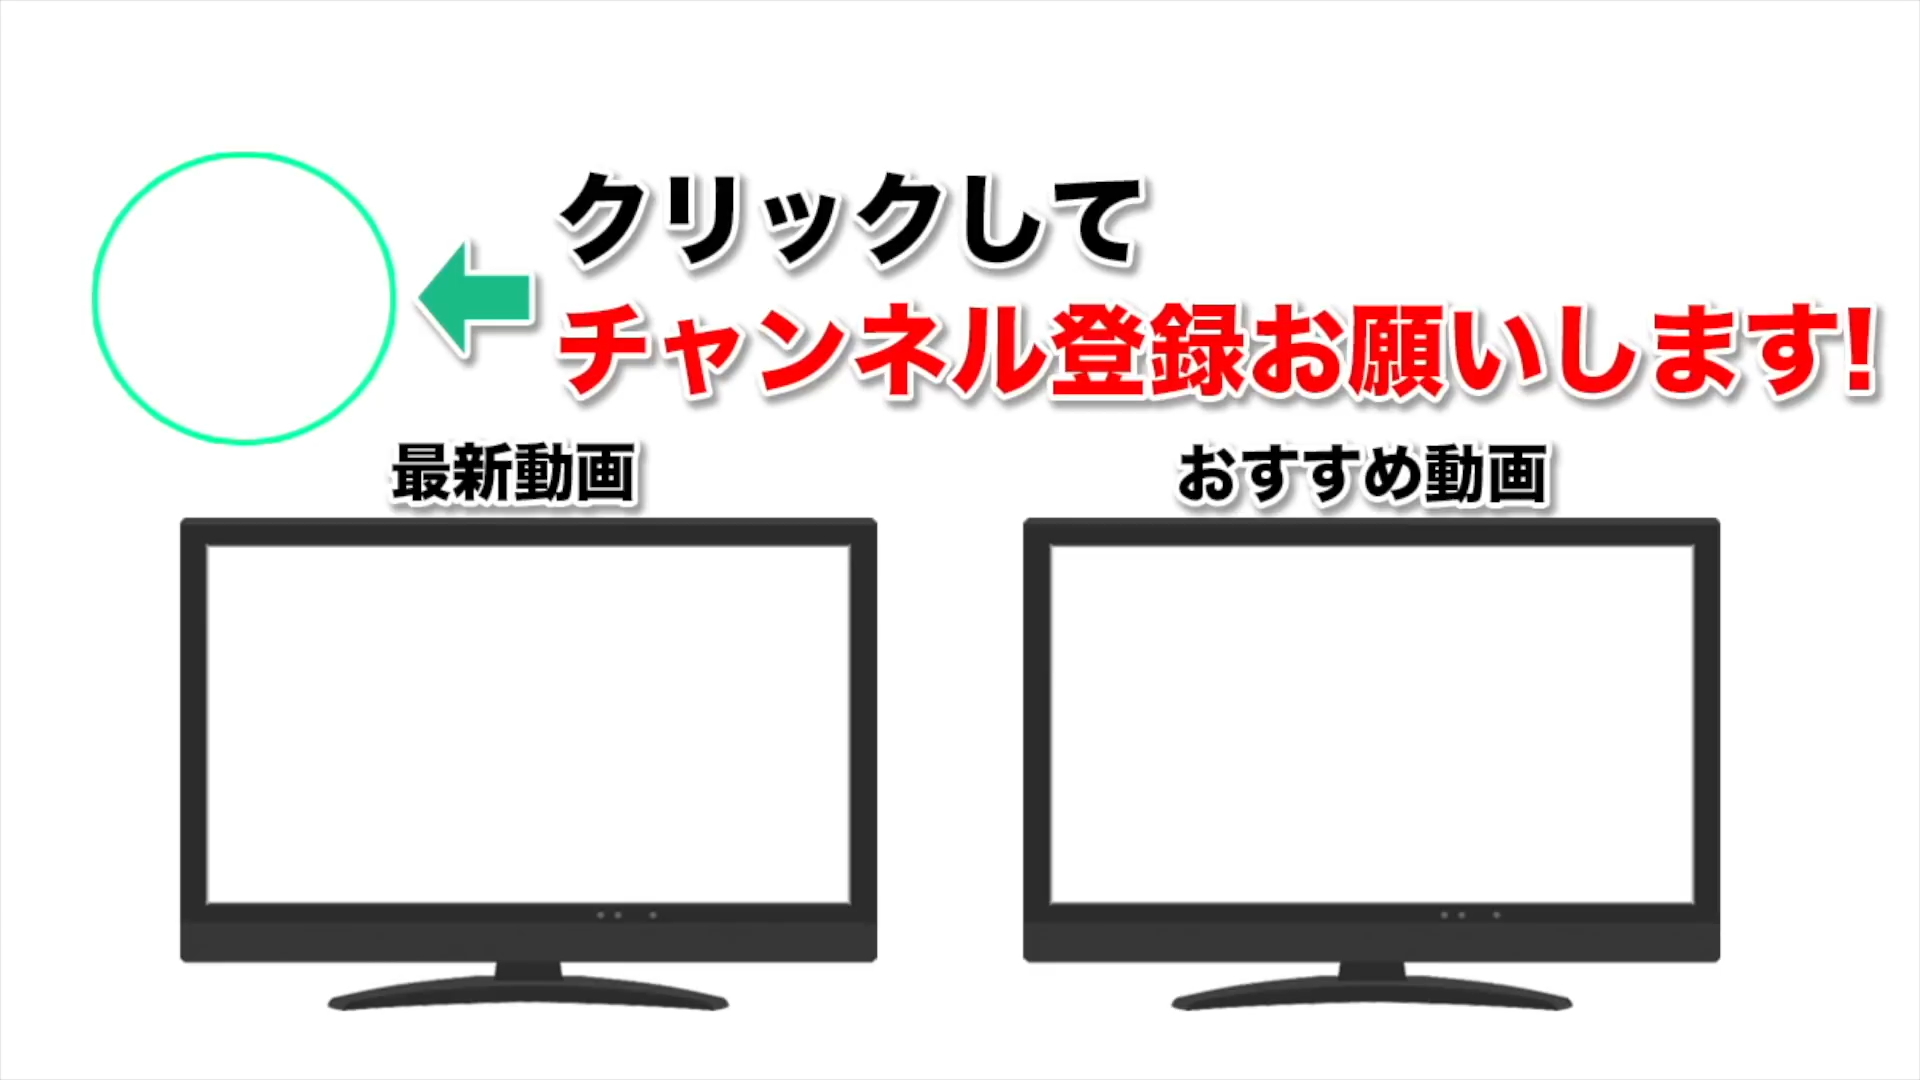 クリックして
チャンネル登録お願いします!
最新動画
おすすめ動画